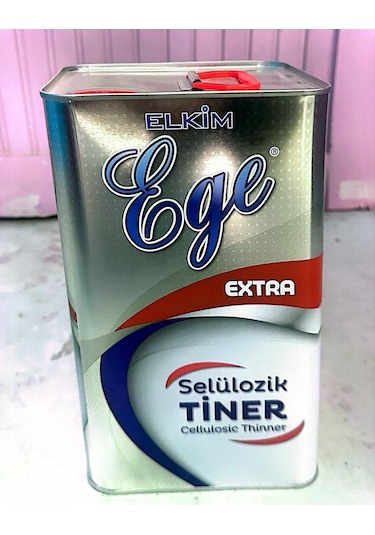 ELKİM
Ege®
EXTRA
Selülozik
TİNER
Cellulosic Thinner